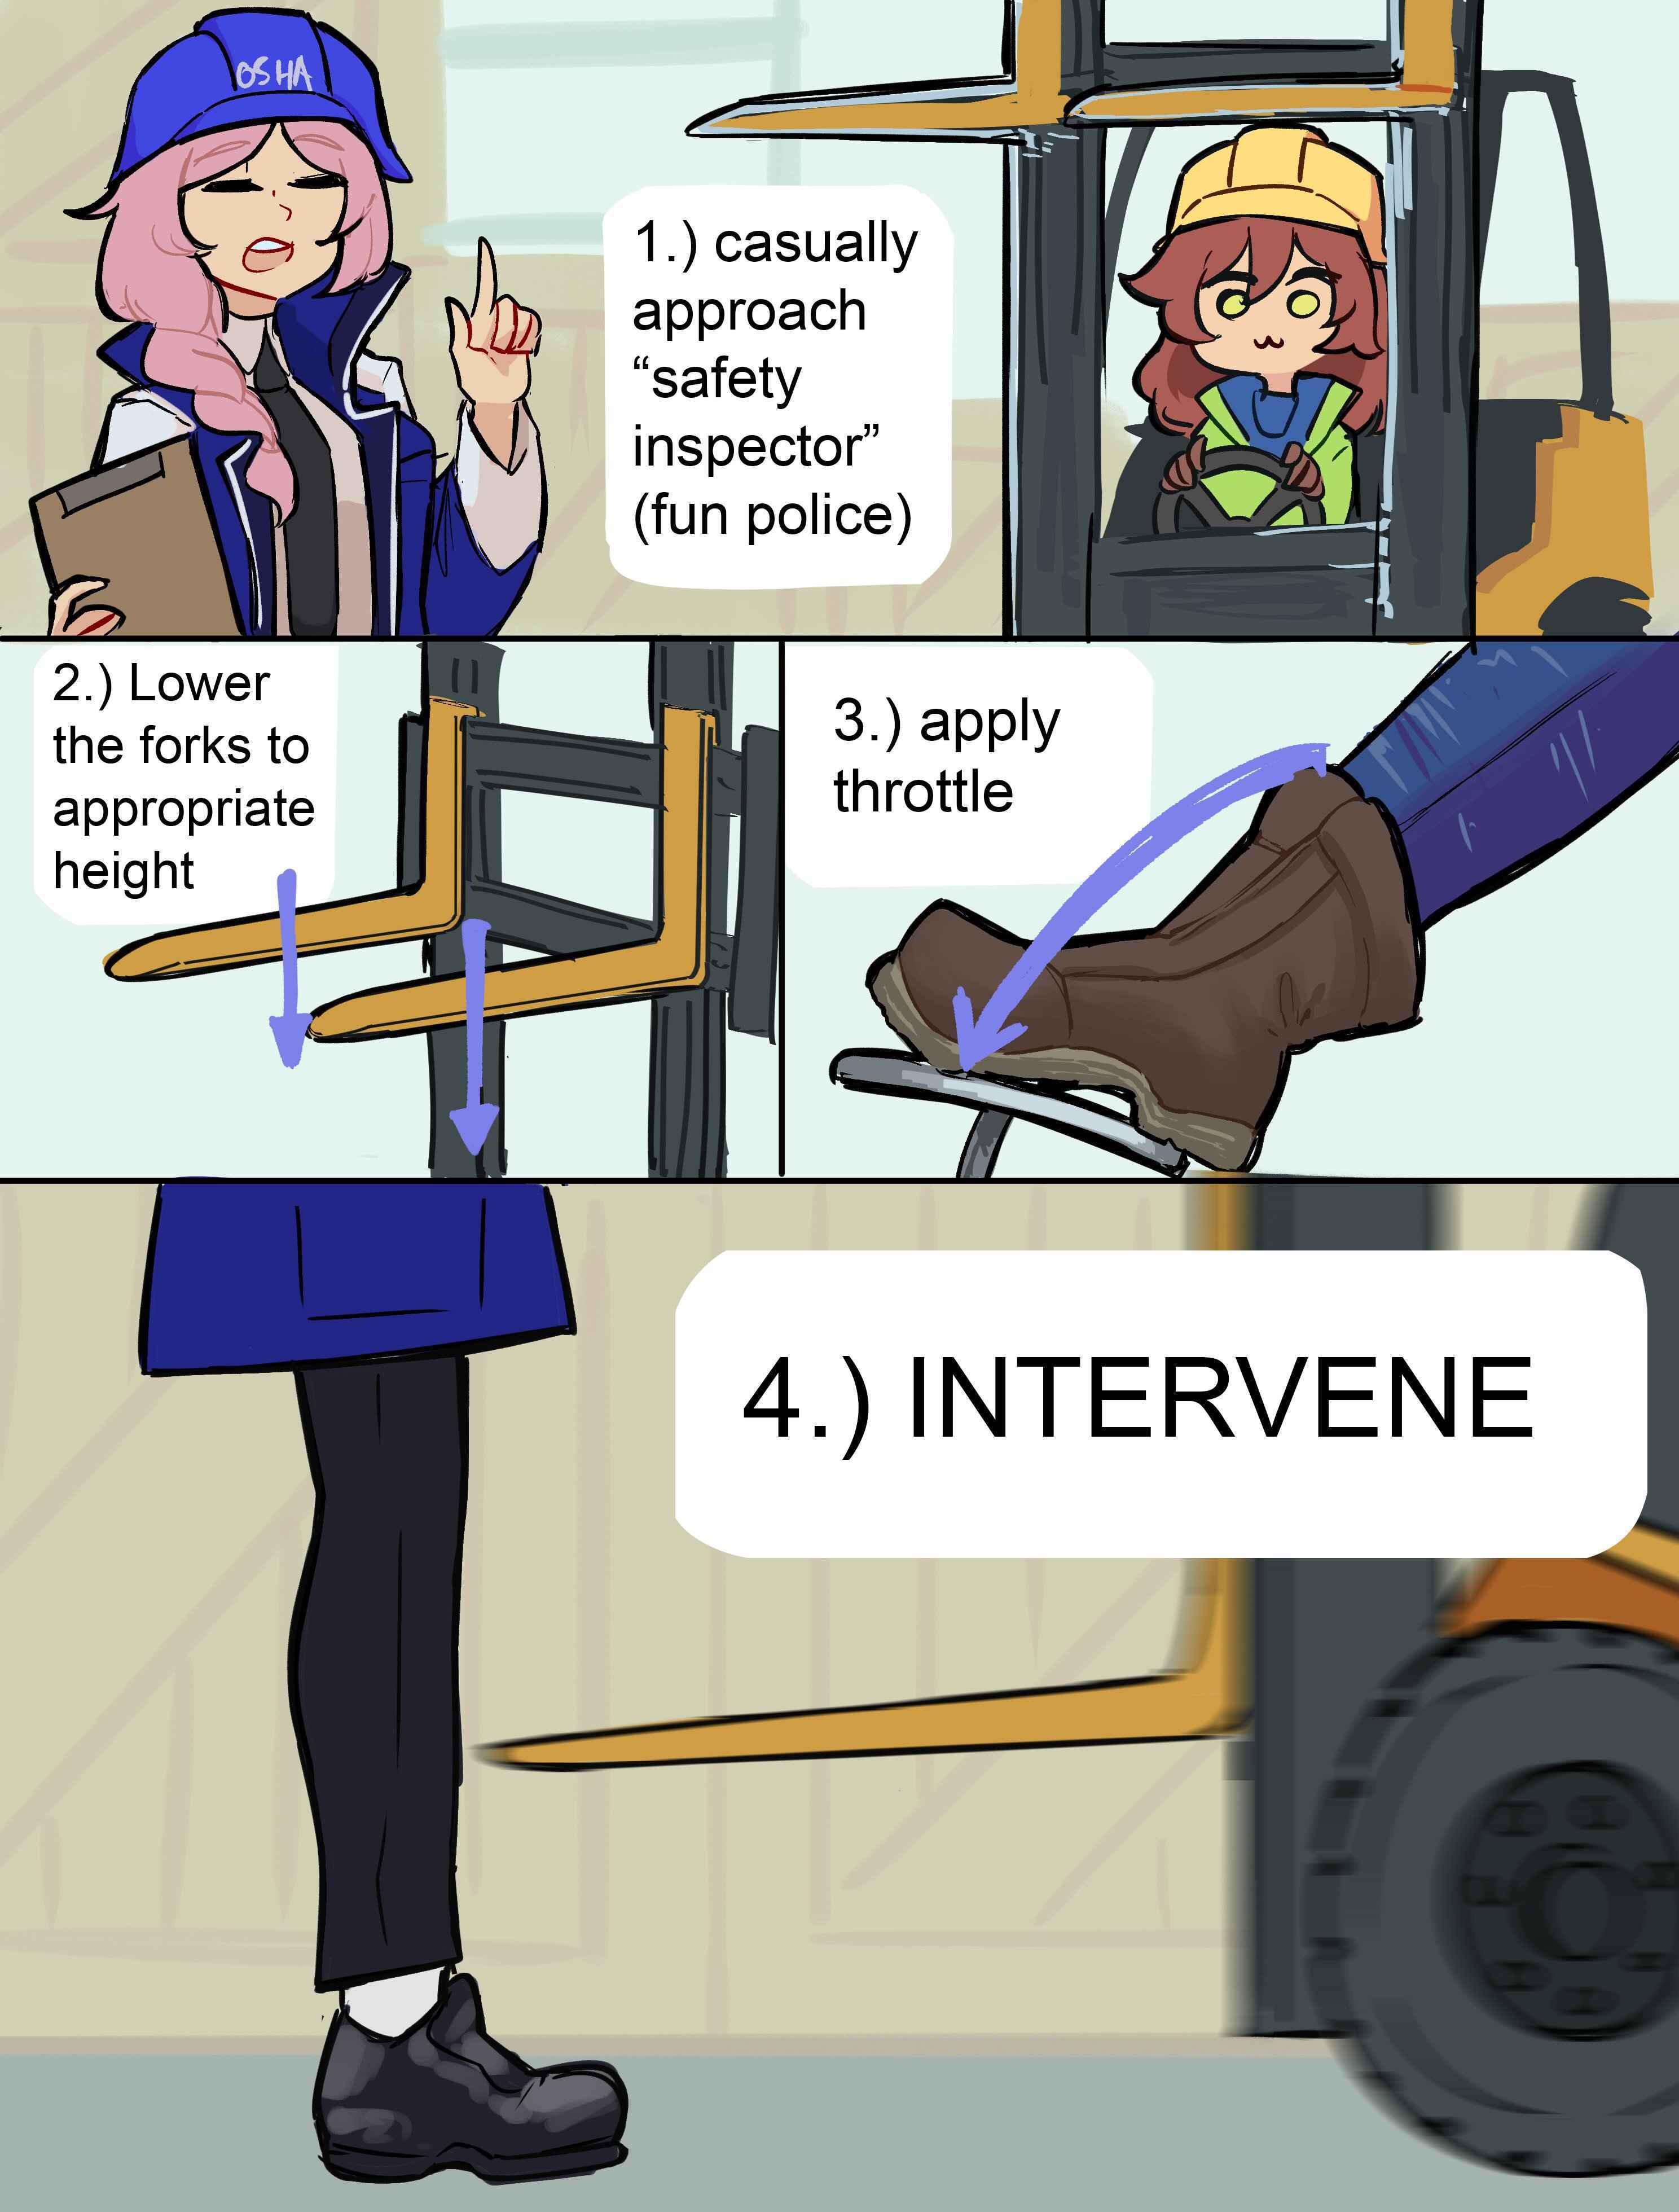 OSHA
1.) casually
approach
“safety
inspector”
(fun police)
2.) Lower
the forks to
appropriate
height
3.) apply
throttle
4.) INTERVENE